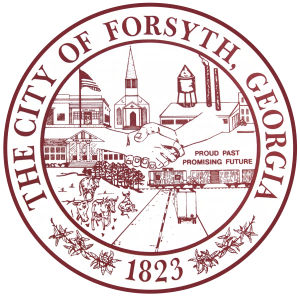 THE CITY OF FORSYTH, GEORGIA
PROUD PAST
PROMISING FUTURE
1823